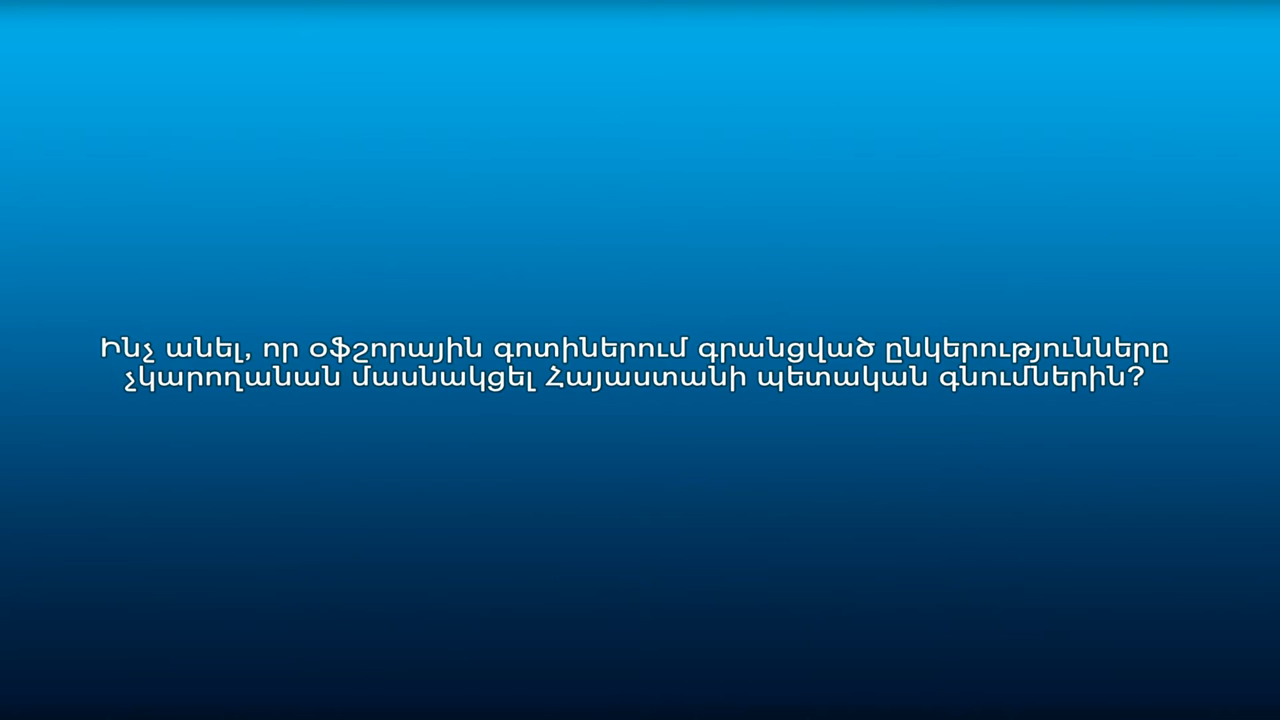 Ինչ անել, որ օֆշորային գոտիներում գրանցված ընկերությունները
չկարողանան մասնակցել Հայաստանի պետական գնումներին?